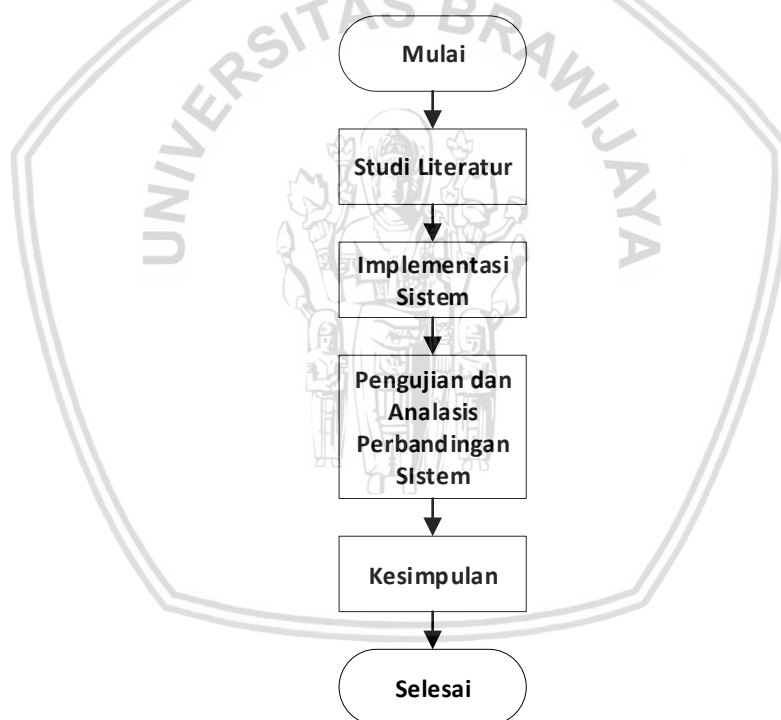 UNIVERSITAS BRAWIJAYA
Mulai
Studi Literatur
Implementasi
Sistem
Pengujian dan
Analasis
Perbandingan
SIstem
Kesimpulan
Selesai